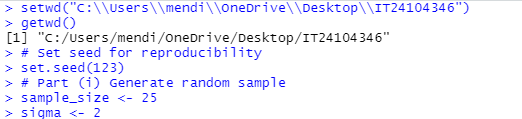 > setwd("C:\\Users\\mendi\\OneDrive\\Desktop\\IT24104346")
> getwd()
[1] "C:/Users/mendi/OneDrive/Desktop/IT24104346"
> # Set seed for reproducibility
> set.seed(123)
> # Part (i) Generate random sample
> sample_size <- 25
> sigma <- 2